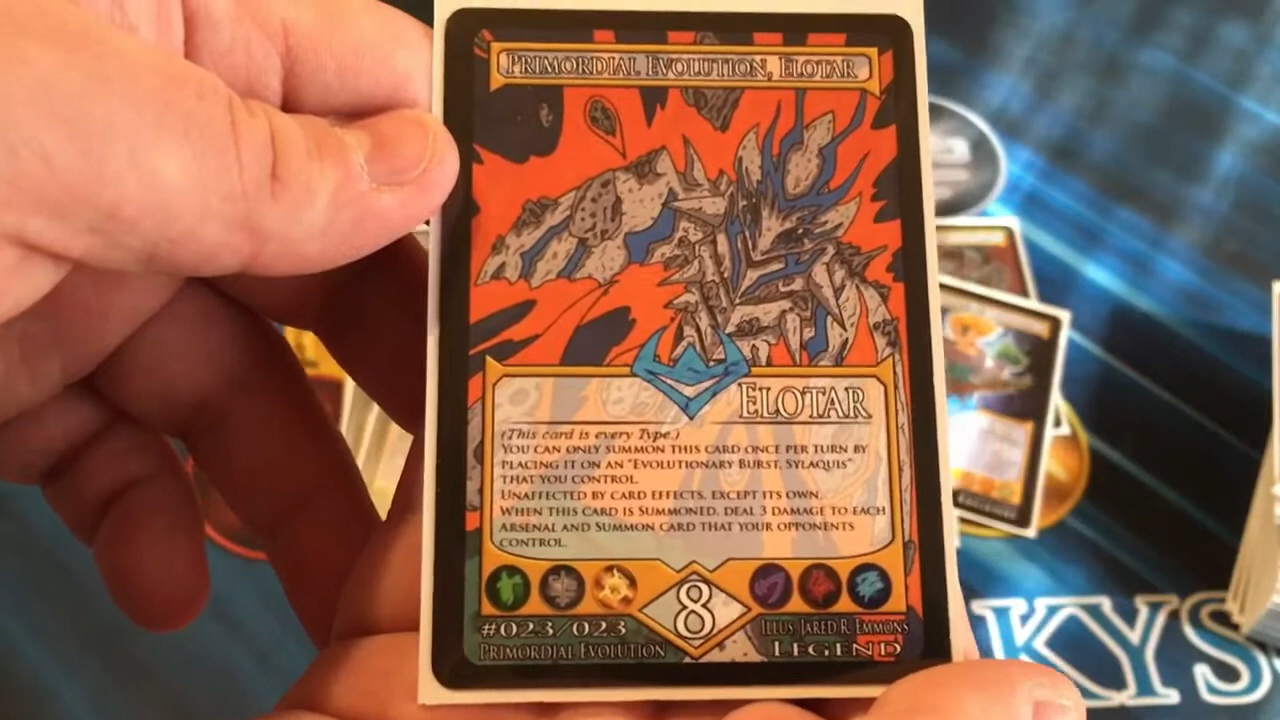 PRIMORDIAL EVOLUTION, ELOTAR
ELOTAR
(This card is every Type.)
YOU CAN ONLY SUMMON THIS CARD ONCE PER TURN BY
PLACING IT ON AN "EVOLUTIONARY BURST, SYLAQUIS"
THAT YOU CONTROL.
UNAFFECTED BY CARD EFFECTS, EXCEPT ITS OWN.
WHEN THIS CARD IS SUMMONED, DEAL 3 DAMAGE TO EACH
ARSENAL AND SUMMON CARD THAT YOUR OPPONENTS
CONTROL.
8
#023/023
ILLUS. JARED R. EMMONS
PRIMORDIAL EVOLUTION
LEGEND
KYS